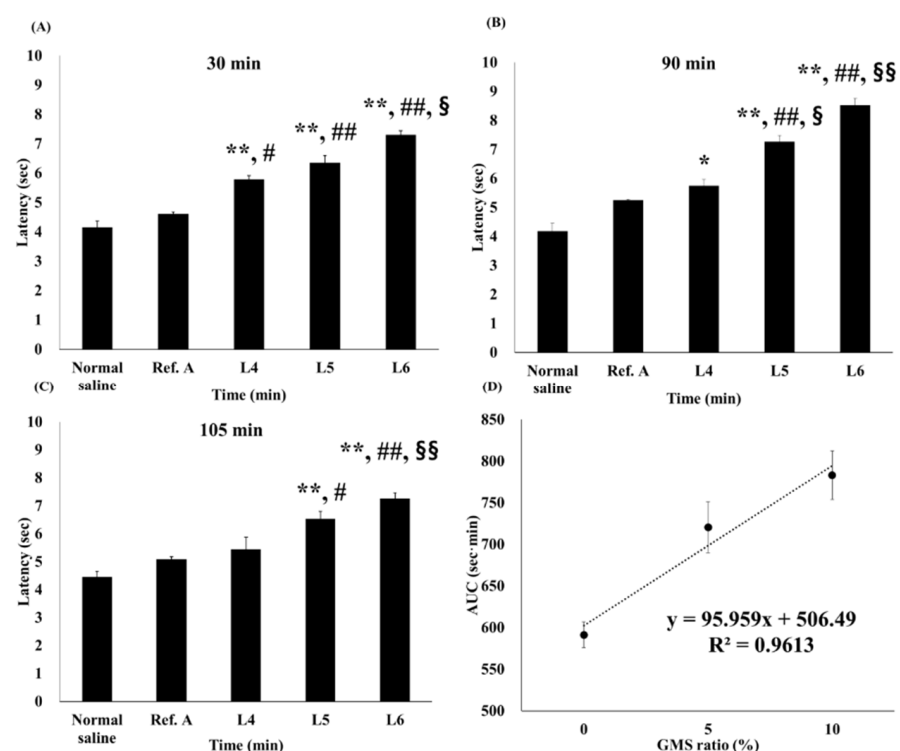 (A)
30 min
10
9
8
7
6
5
4
3
2
1
0
Latency (sec)
**, #
**, ##
**, ##, §
Normal saline
Ref. A
L4
L5
L6
Time (min)
(B)
90 min
10
9
8
7
6
5
4
3
2
1
0
Latency (sec)
*
**, ##, §
**, ##, §§
Normal saline
Ref. A
L4
L5
L6
Time (min)
(C)
105 min
10
9
8
7
6
5
4
3
2
1
0
Latency (sec)
**, #
**, ##, §§
Normal saline
Ref. A
L4
L5
L6
Time (min)
(D)
850
800
750
700
650
600
550
500
AUC (sec·min)
y = 95.959x + 506.49
R² = 0.9613
0
5
10
GMS ratio (%)